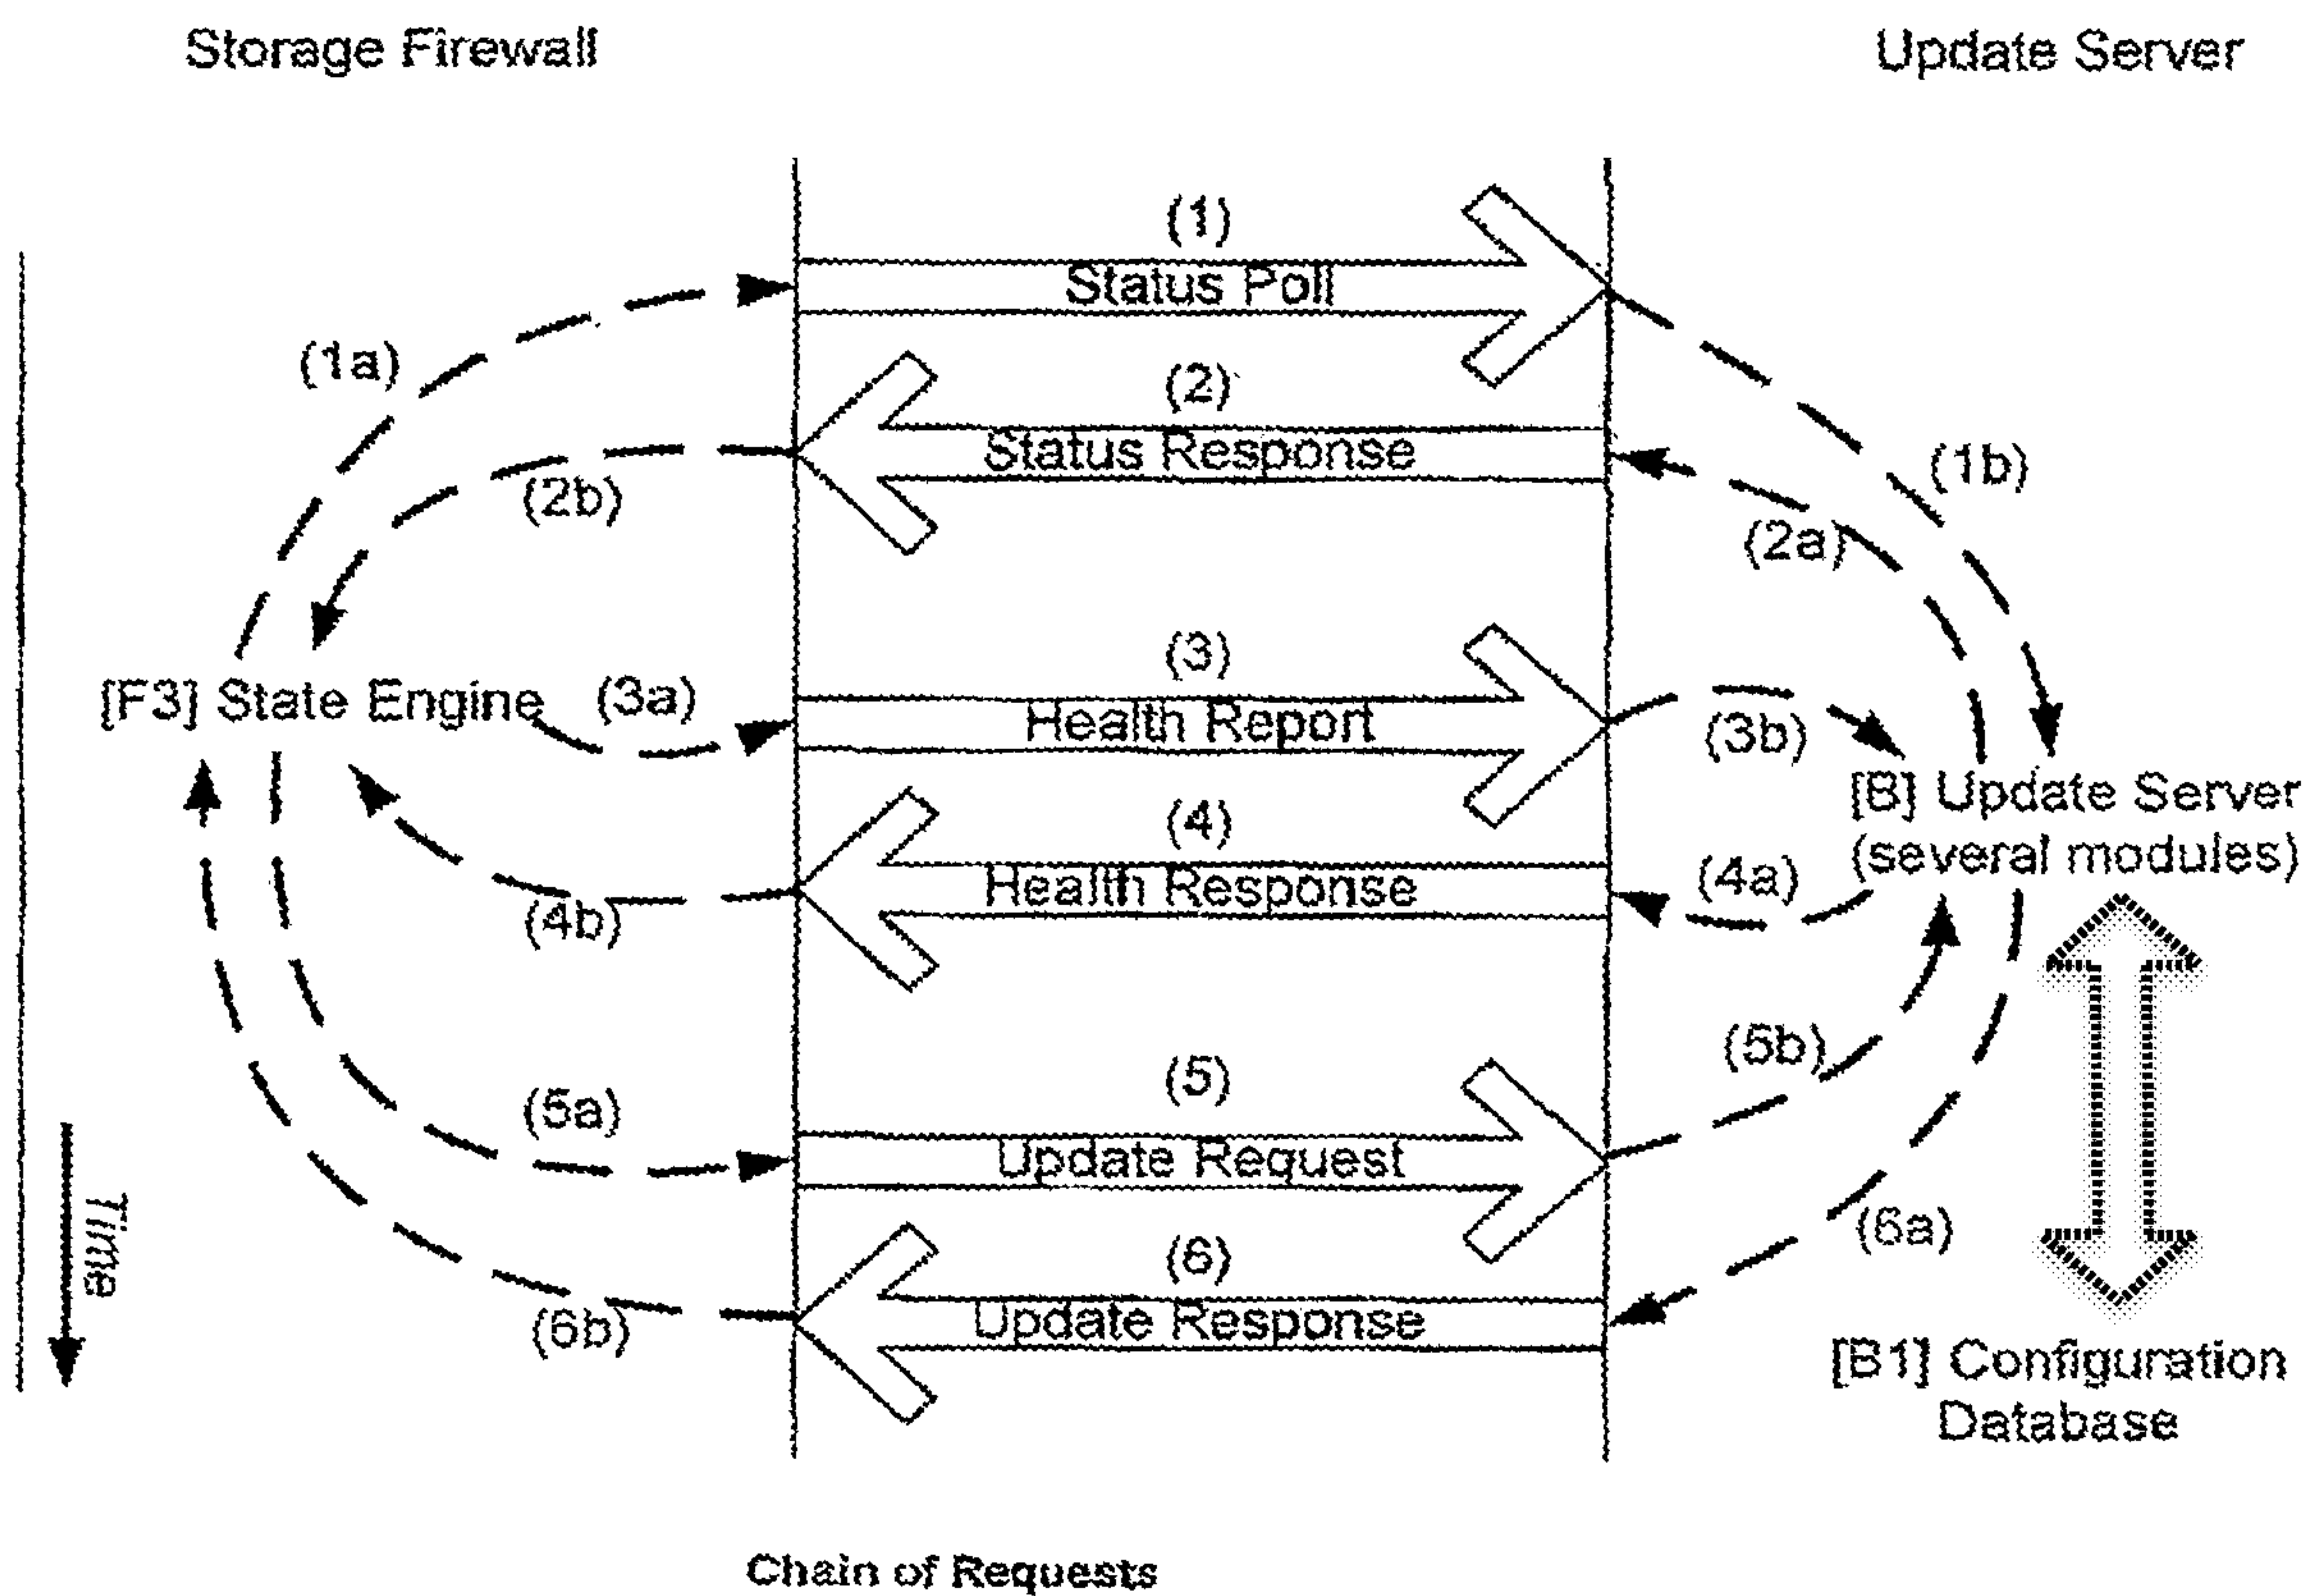 Storage Firewall
Update Server
(1)
Status Poll
(1a)
(2)
Status Response
(1b)
(2b)
(2a)
(3)
[F3] State Engine
(3a)
Health Report
(3b)
[B] Update Server
(several modules)
(4)
Health Response
(4a)
(4b)
(5)
(5b)
(5a)
Update Request
Time
(6)
(6a)
Update Response
(6b)
[B1] Configuration
Database
Chain of Requests